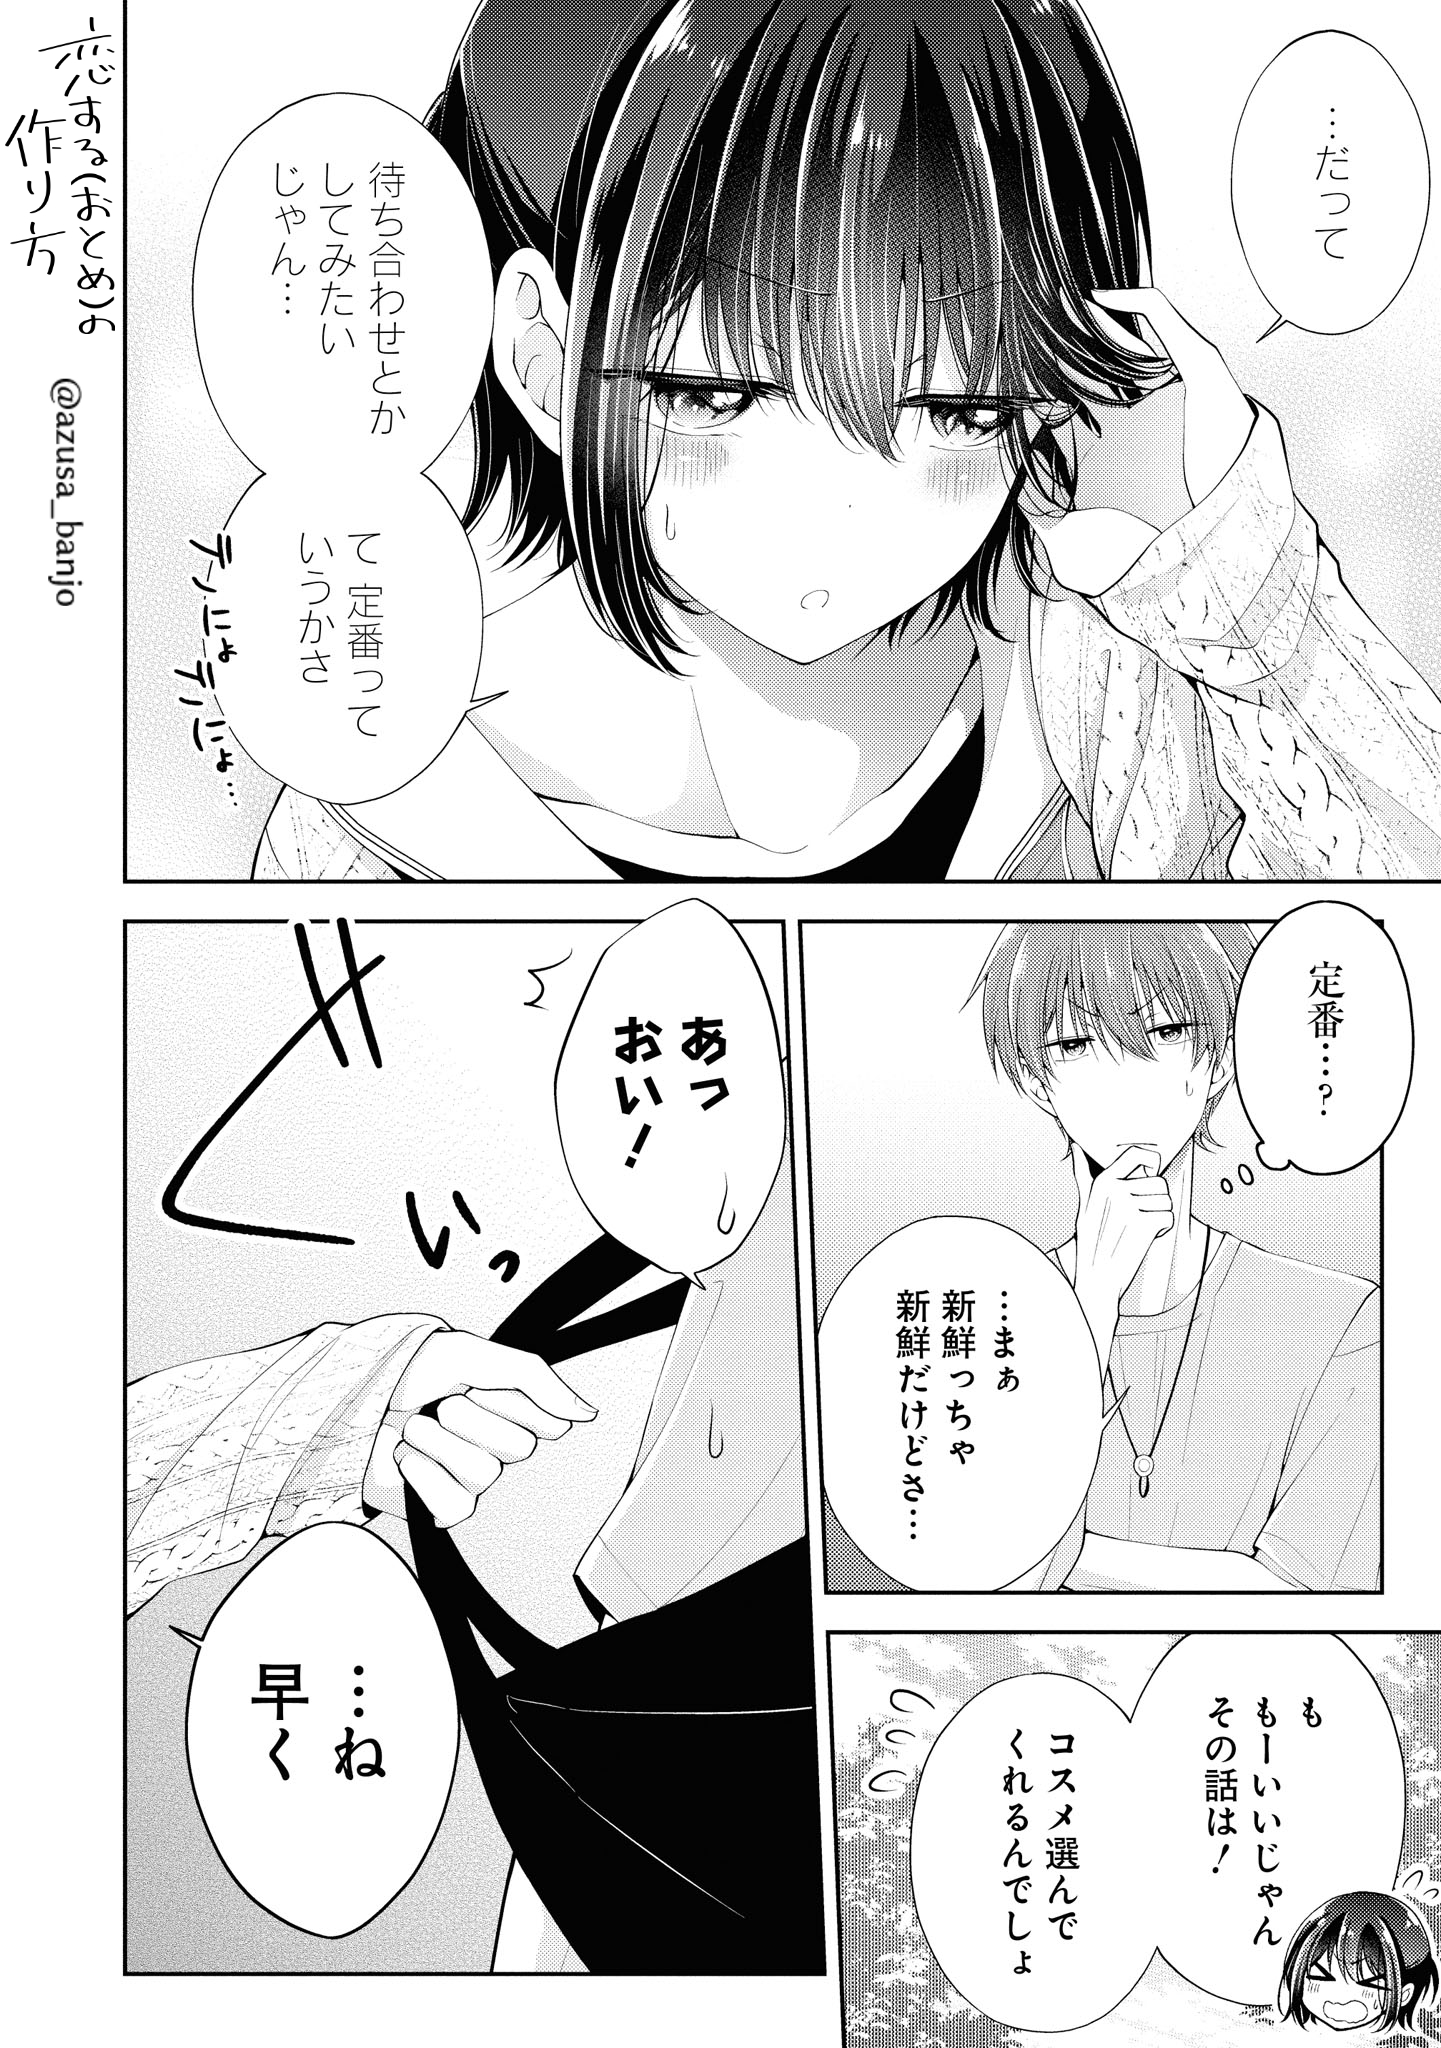 恋する(おとめ)の
作り方
@azusa_banjo
…だって
待ち合わせとか
してみたい
じゃん…
て 定番って
いうかさ
テノにょ
テノにょ…
定番…?
…まぁ
新鮮っちゃ
新鮮だけどさ…
も
もーいいじゃん
その話は!
コスメ選んで
くれるんでしょ
あっ
おい!
ぐいっ
…ね
早く